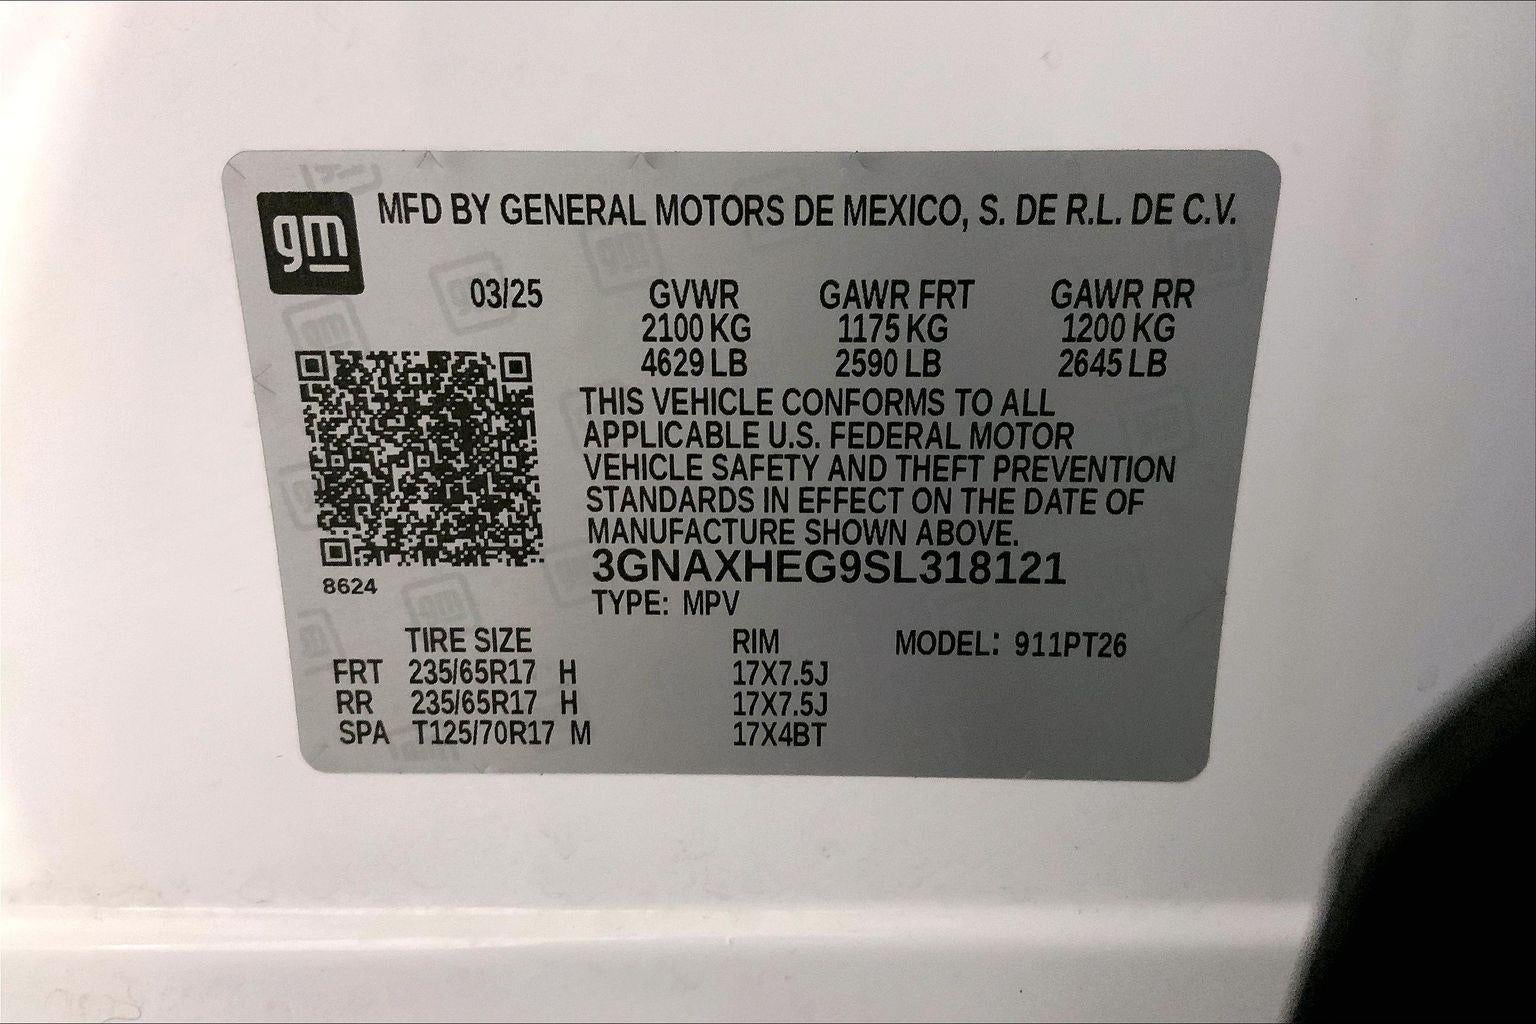 gm MFD BY GENERAL MOTORS DE MEXICO, S. DE R.L. DE C.V.
03/25 GVWR GAWR FRT GAWR RR
2100 KG 1175 KG 1200 KG
4629 LB 2590 LB 2645 LB
THIS VEHICLE CONFORMS TO ALL
APPLICABLE U.S. FEDERAL MOTOR
VEHICLE SAFETY AND THEFT PREVENTION
STANDARDS IN EFFECT ON THE DATE OF
MANUFACTURE SHOWN ABOVE.
3GNAXHEG9SL318121
8624
TYPE: MPV
TIRE SIZE RIM MODEL: 911PT26
FRT 235/65R17 H 17X7.5J
RR 235/65R17 H 17X7.5J
SPA T125/70R17 M 17X4BT